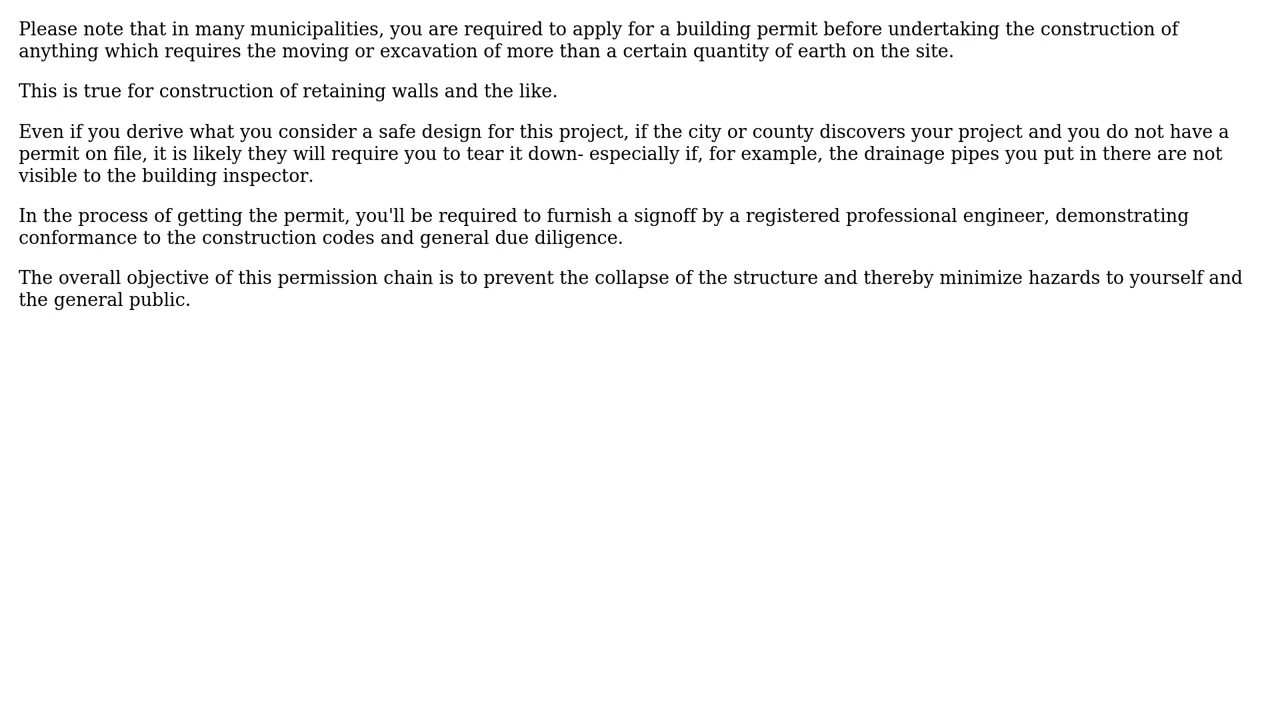 Please note that in many municipalities, you are required to apply for a building permit before undertaking the construction of
anything which requires the moving or excavation of more than a certain quantity of earth on the site.
This is true for construction of retaining walls and the like.
Even if you derive what you consider a safe design for this project, if the city or county discovers your project and you do not have a
permit on file, it is likely they will require you to tear it down- especially if, for example, the drainage pipes you put in there are not
visible to the building inspector.
In the process of getting the permit, you'll be required to furnish a signoff by a registered professional engineer, demonstrating
conformance to the construction codes and general due diligence.
The overall objective of this permission chain is to prevent the collapse of the structure and thereby minimize hazards to yourself and
the general public.